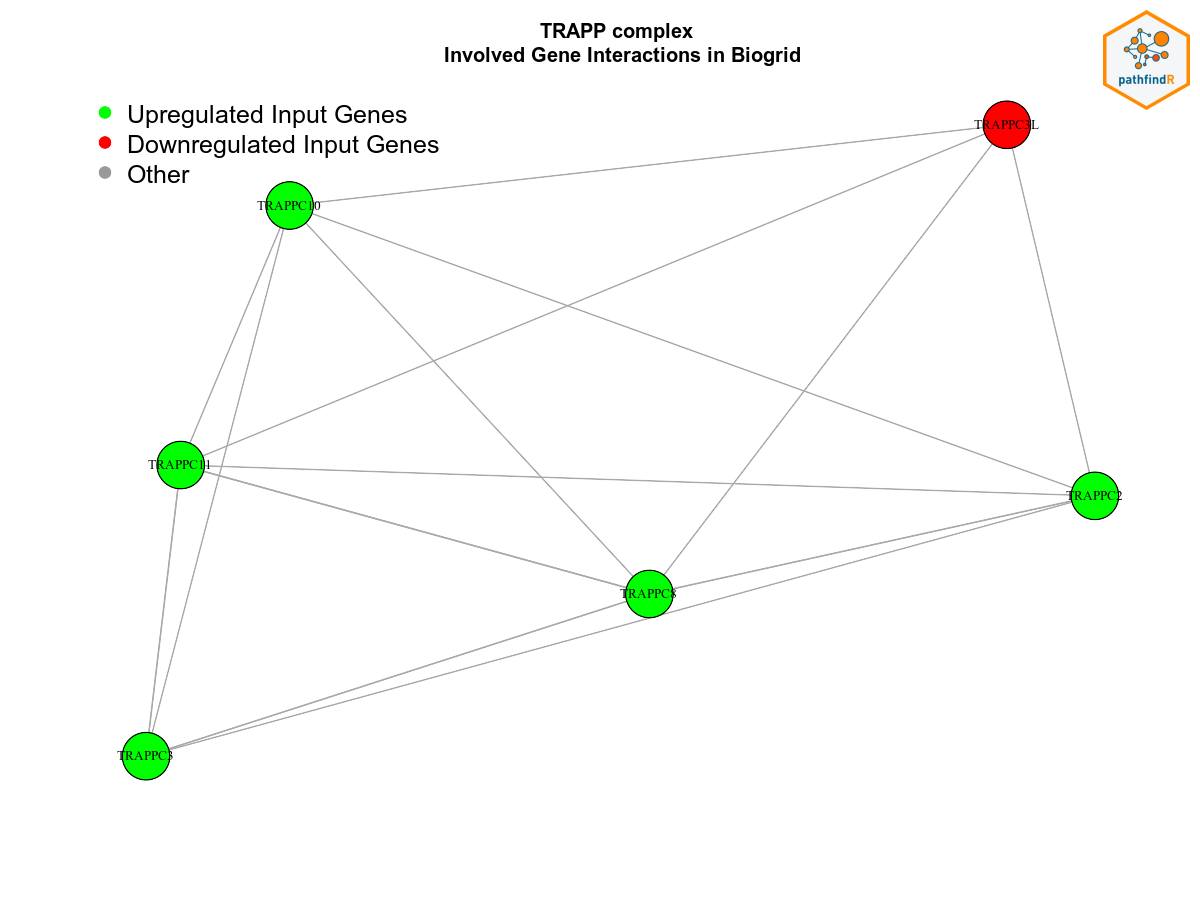 TRAPP complex
Involved Gene Interactions in Biogrid
pathfindR
Upregulated Input Genes
Downregulated Input Genes
Other
TRAPPC3L
TRAPPC10
TRAPPC11
TRAPPC2
TRAPPC8
TRAPPC3